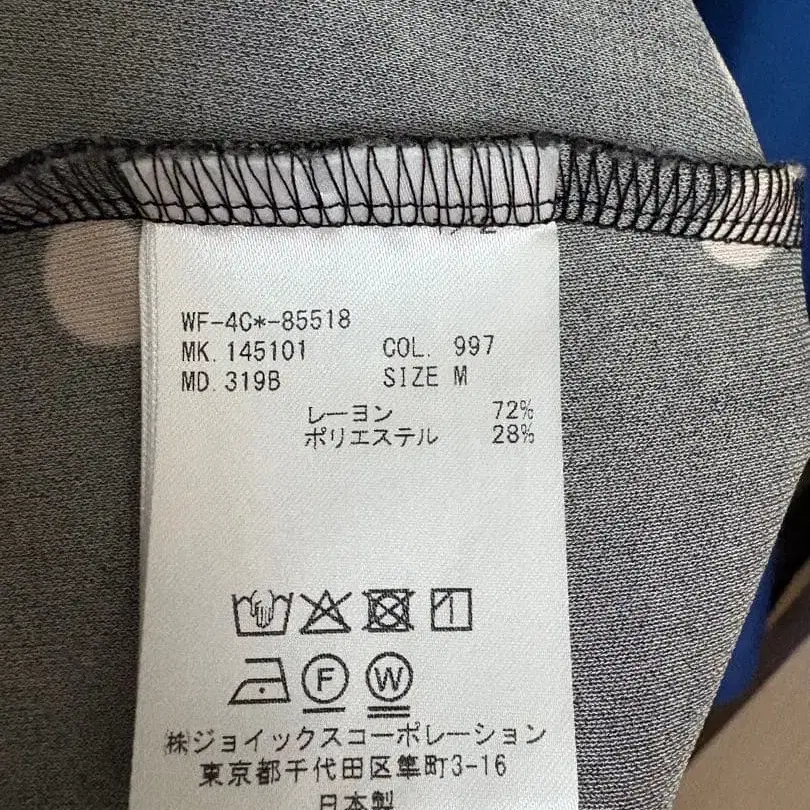 WF-4C*-85518
MK. 145101 COL. 997
MD. 319B SIZE M
レーヨン 72%
ポリエステル 28%
F W
㈱ジョイックスコーポレーション
東京都千代田区隼町3-16
日本製